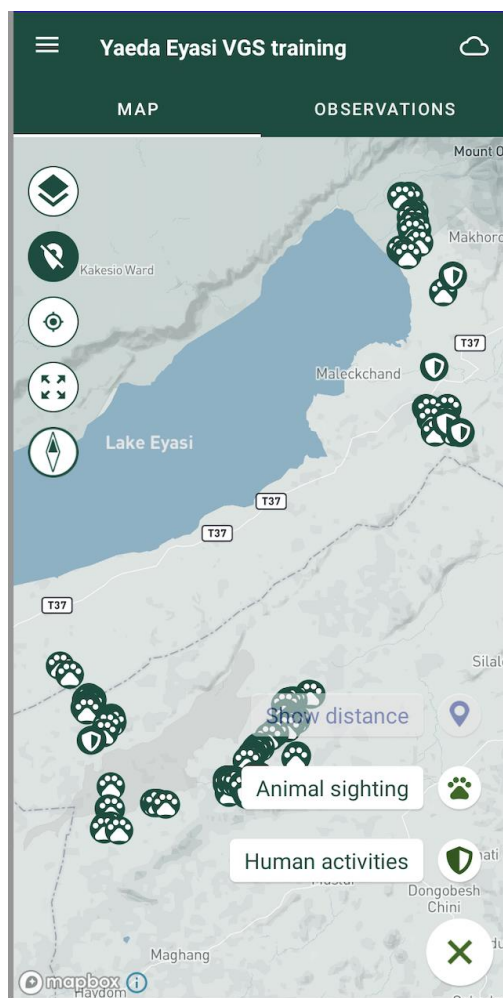 Yaeda Eyasi VGS training
MAP
OBSERVATIONS
Mount O
Kakesio Ward
Makhoro
T37
Maleckchand
Lake Eyasi
T37
T37
T37
Silal
Show distance
Animal sighting
Human activities
Dongobesh
Chini
Maghang
mapbox
Haydom